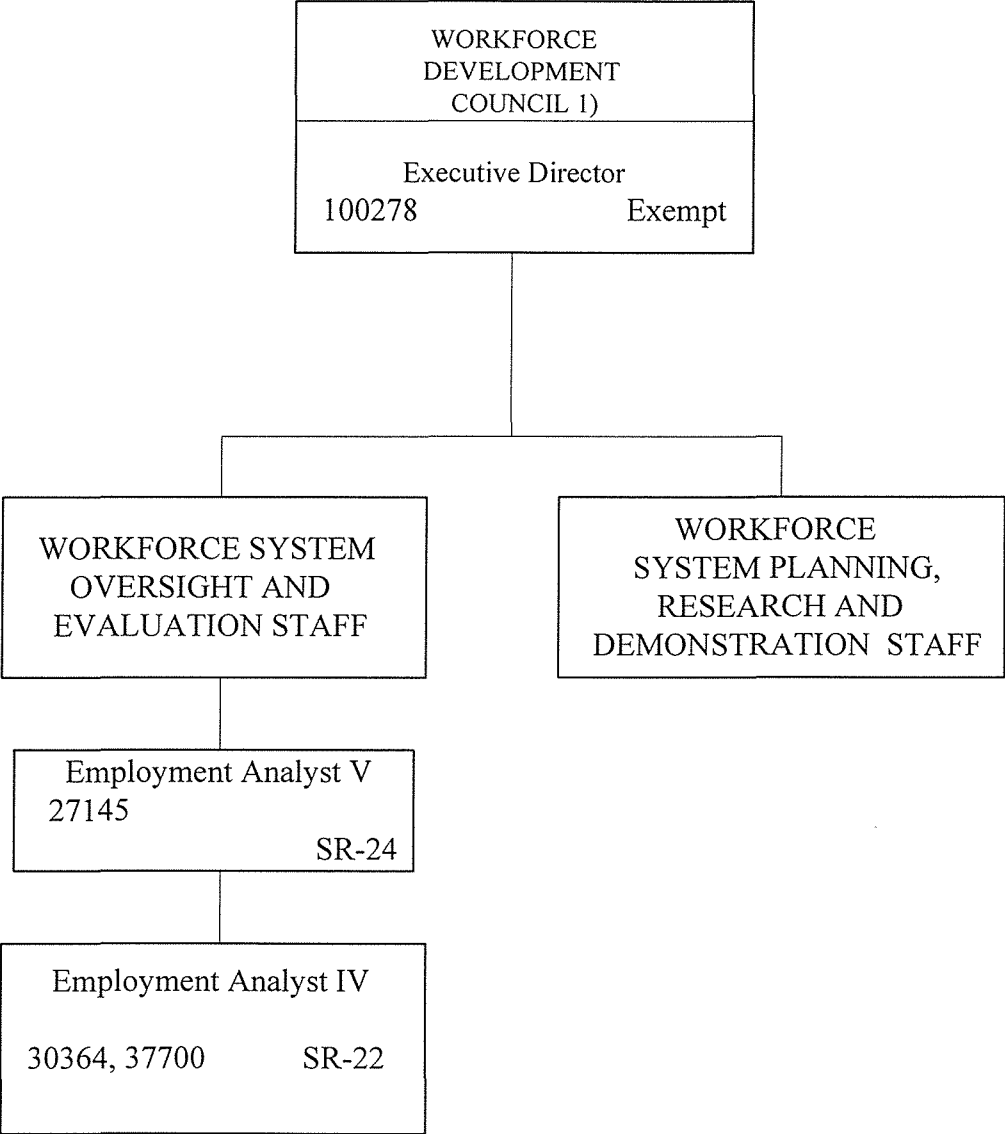 WORKFORCE
DEVELOPMENT
COUNCIL 1)
Executive Director
100278 Exempt
WORKFORCE SYSTEM
OVERSIGHT AND
EVALUATION STAFF
WORKFORCE
SYSTEM PLANNING,
RESEARCH AND
DEMONSTRATION STAFF
Employment Analyst V
27145
SR-24
Employment Analyst IV
30364, 37700 SR-22